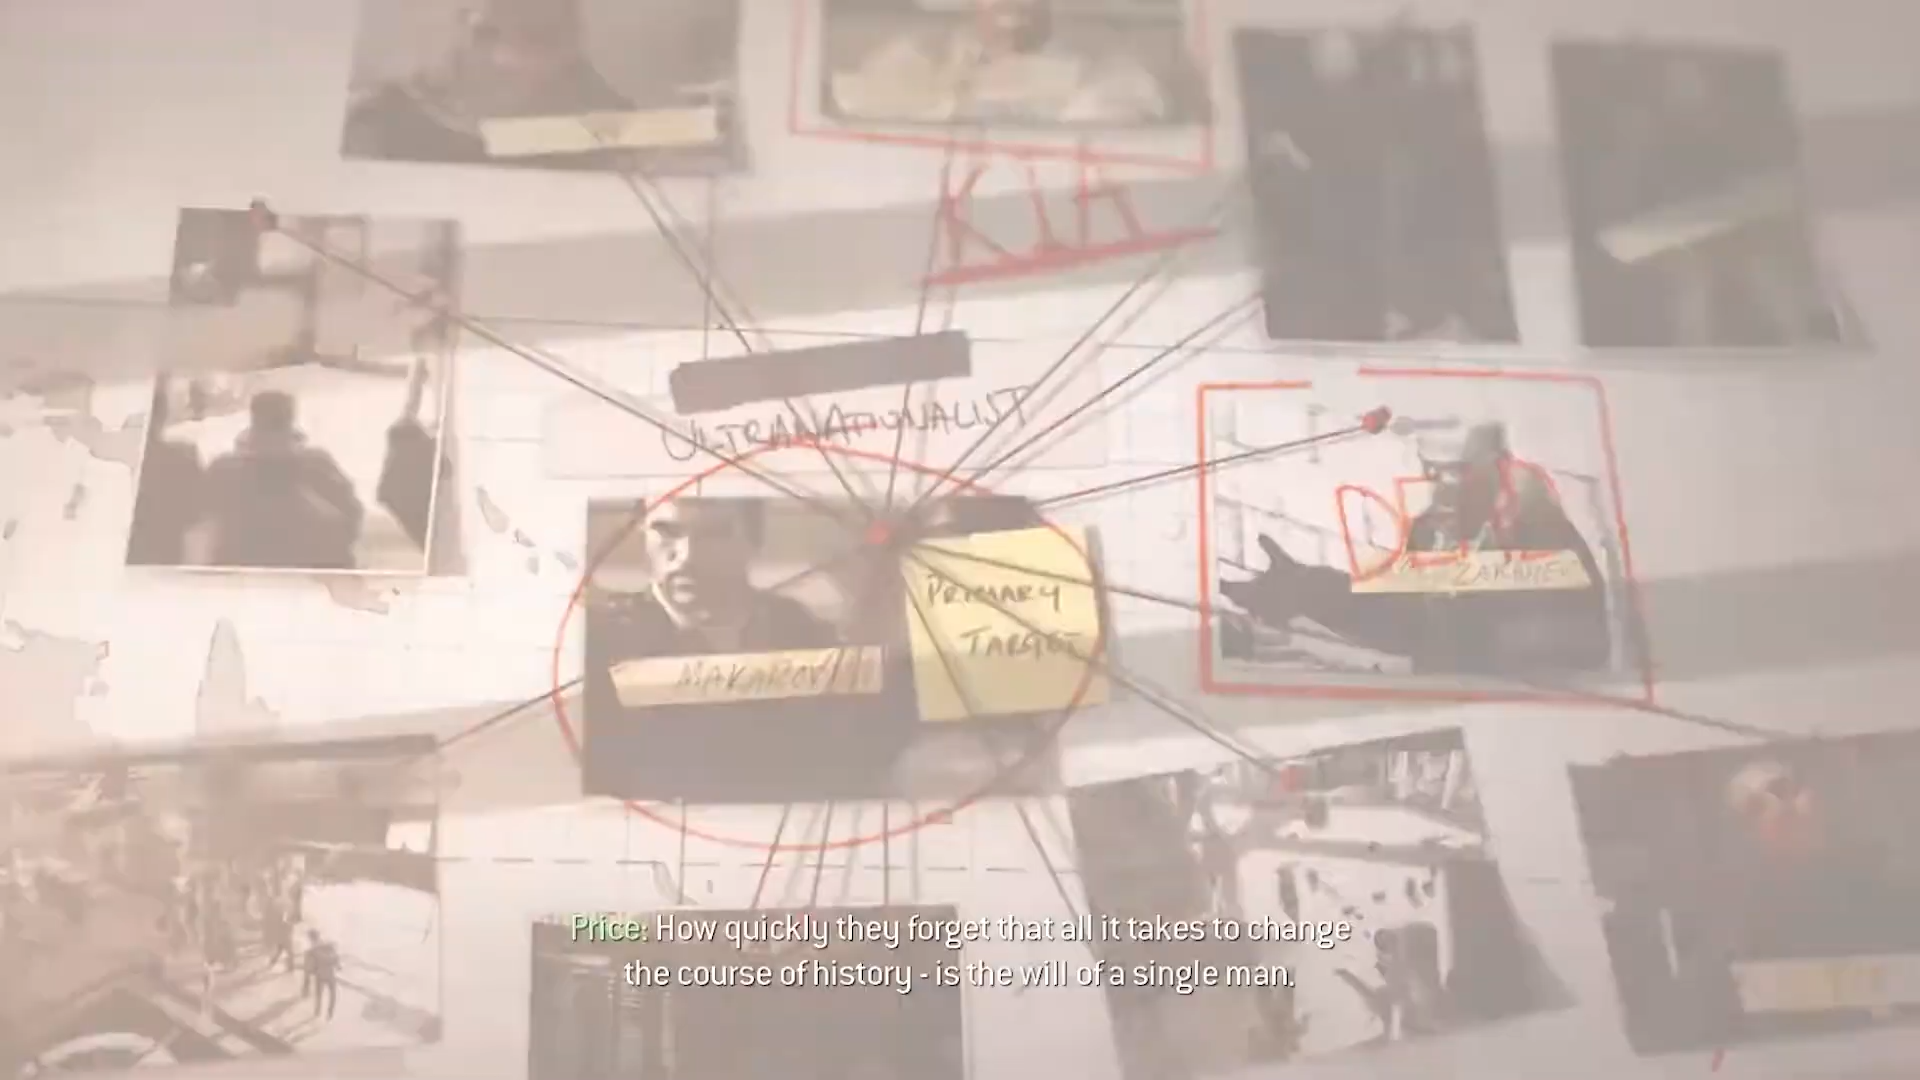 KIA
ULTRANATIONALIST
PRIMARY
TARGET
MAKAROV
DEAD
ZAKHAEV
Price: How quickly they forget that all it takes to change
the course of history - is the will of a single man.